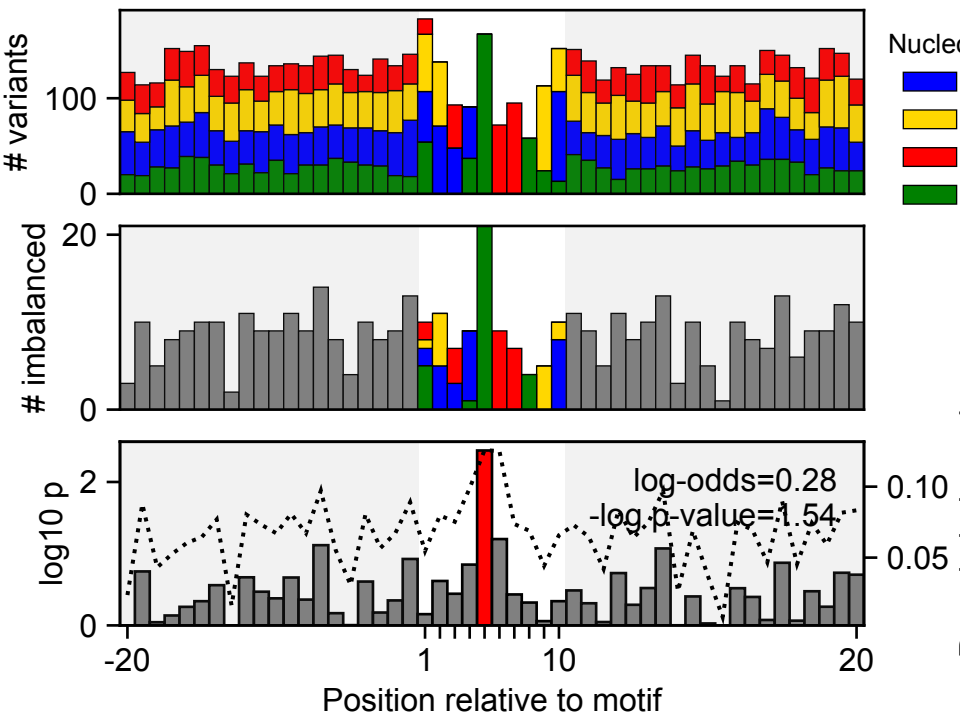 # variants
100
0
Nucleo
# imbalanced
20
0
log10 p
2
0
log-odds=0.28
-log p-value=1.54
0.10
0.05
-20
1
10
20
Position relative to motif